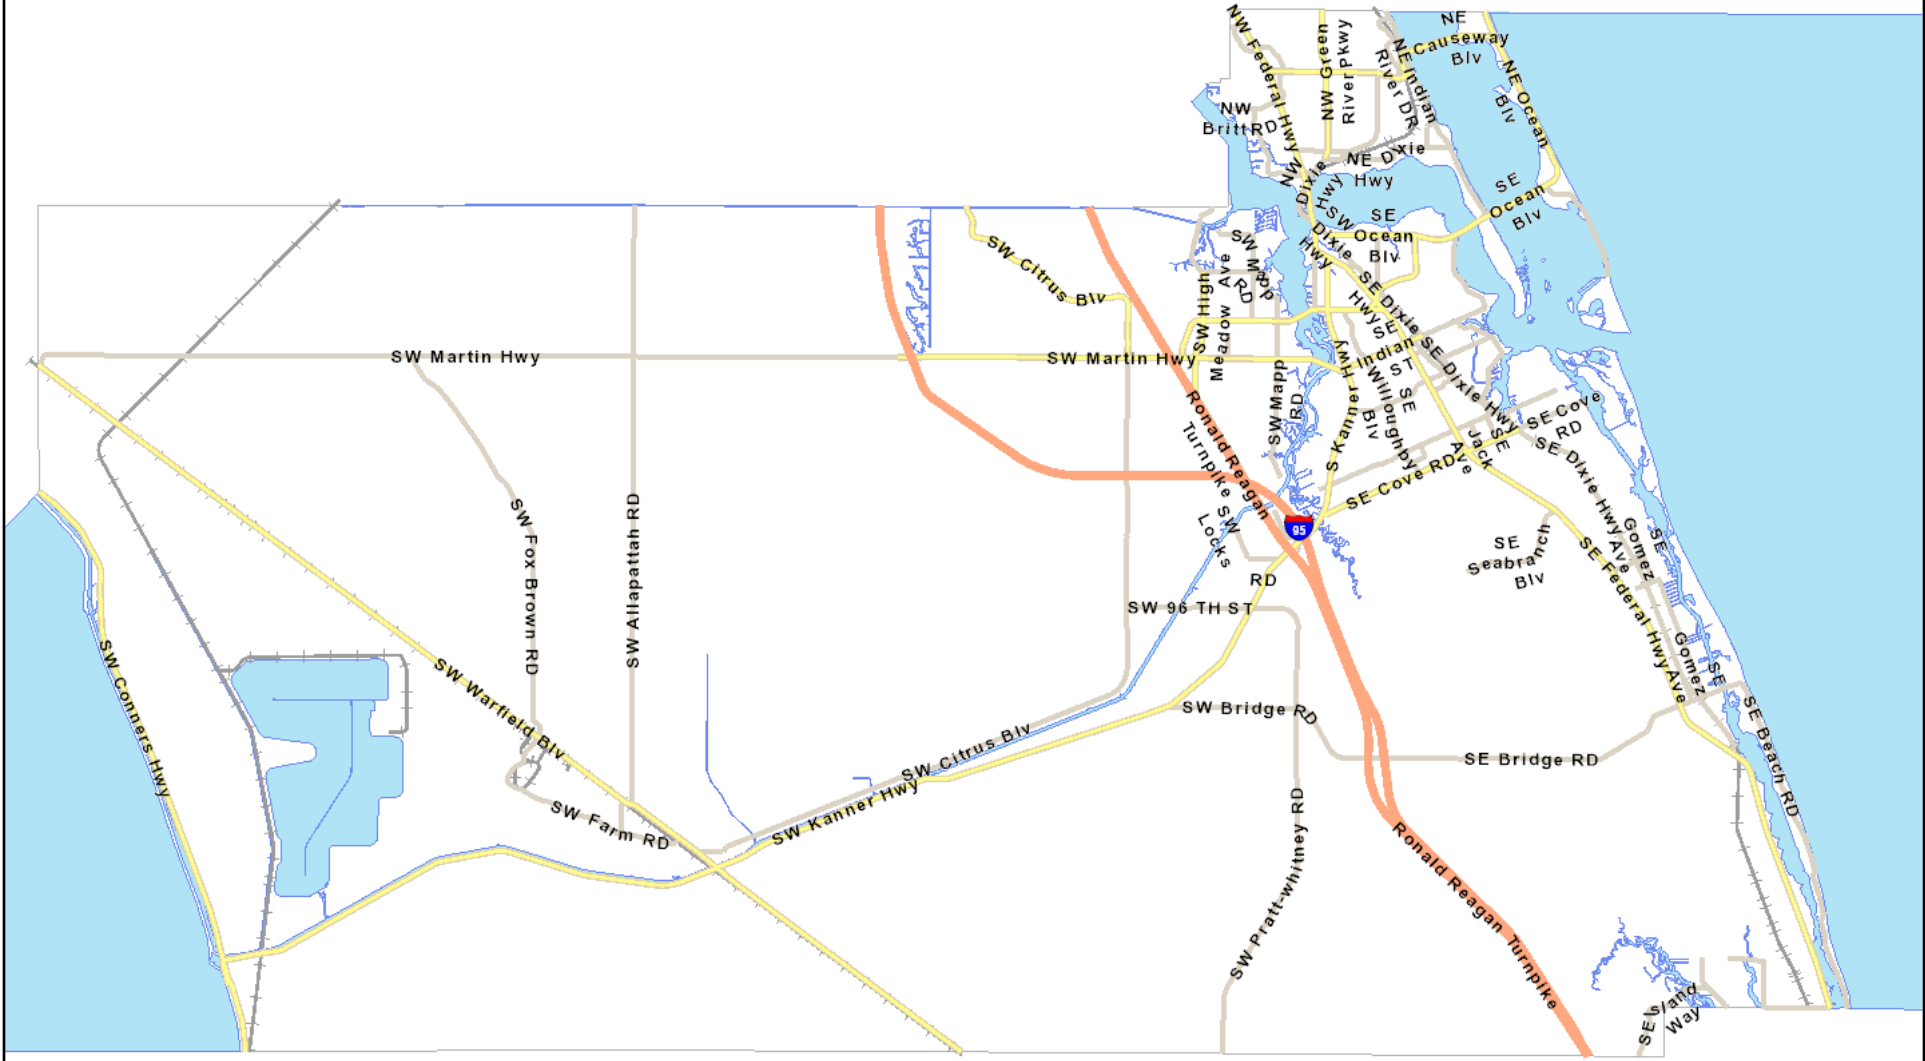 NE
Causeway
Blv
NW Federal Hwy
NW Green
River Pkwy
NE Indian
River DR
NE Ocean
Blv
NW
Britt RD
NE Dixie
Hwy
NW
Dixie
Hwy
SE
Ocean
Blv
SW
Dixie
Hwy
SE
Ocean
Blv
SW Mapp
RD
SW Citrus Blv
SW High
Meadow Ave
SE Dixie
Hwy
SE
Indian
ST
SW Martin Hwy
SW Martin Hwy
SE Dixie Hwy
SE
Willoughby
Blv
S Kanner Hwy
SW Mapp
RD
Ronald Reagan
Turnpike
SE Cove
RD
SE
Jack
Ave
SE Cove RD
SE Dixie Hwy
SW Fox Brown RD
SW Allapattah RD
SW
Locks
RD
95
SE
Seabranch
Blv
SE
Gomez
Ave
SE Federal Hwy
SW 96 TH ST
SE
Gomez
Ave
SW Conners Hwy
SW Warfield Blv
SW Bridge RD
SE Bridge RD
SE Beach RD
SW Citrus Blv
SW Kanner Hwy
SW Farm RD
SW Pratt-whitney RD
Ronald Reagan Turnpike
SE Island
Way